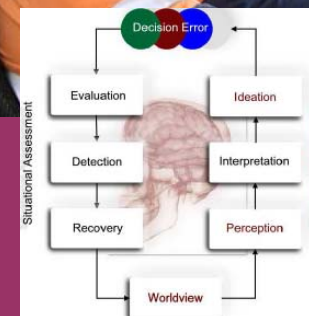 Decision Error
Evaluation
Ideation
Detection
Interpretation
Recovery
Perception
Worldview
Situational Assessment